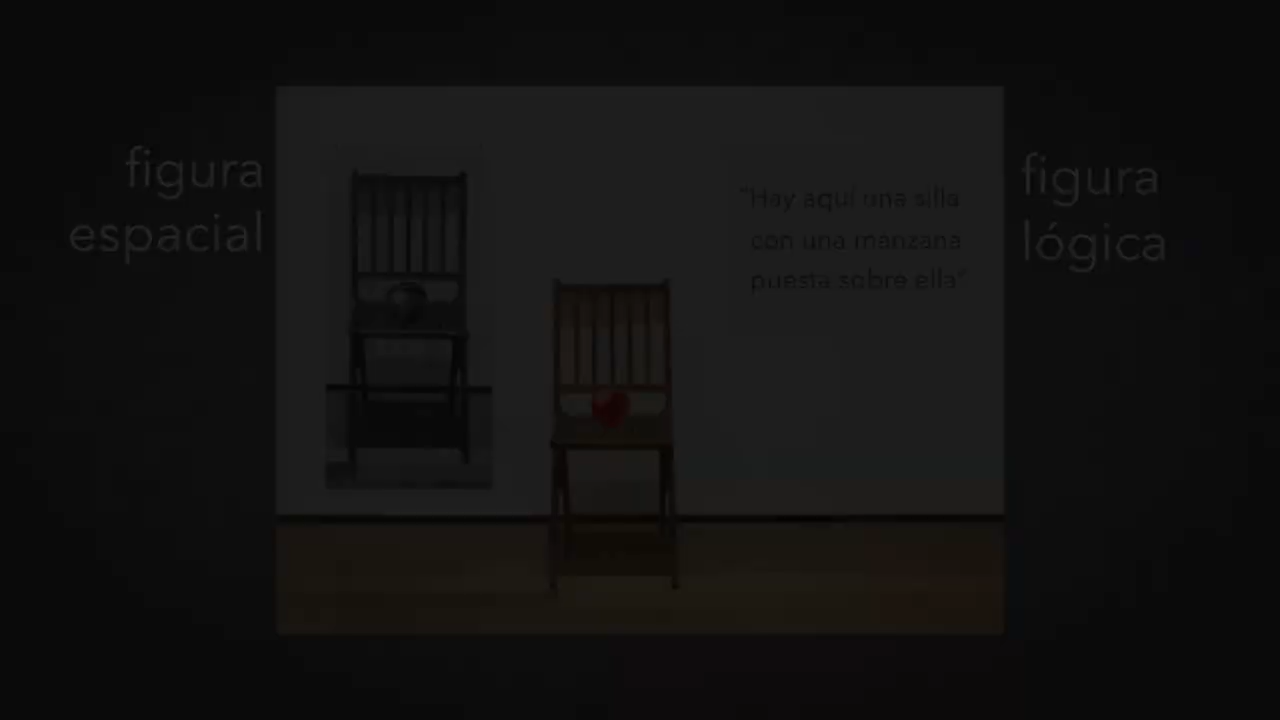 figura
espacial
"Hay aquí una silla
con una manzana
puesta sobre ella"
figura
lógica